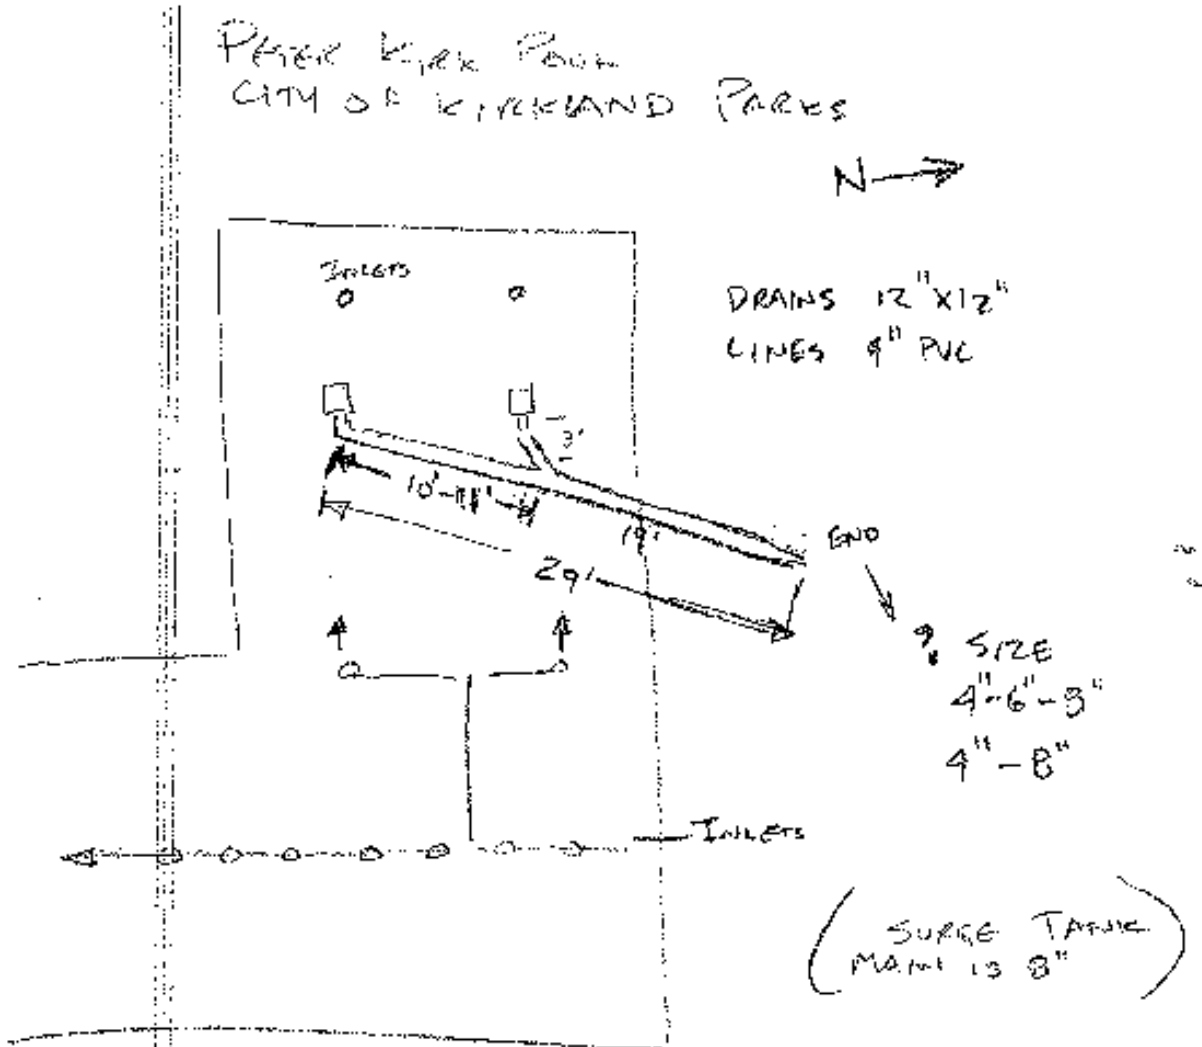 PETER KIRK POOL
CITY OF KIRKLAND PARKS
N
INLETS
DRAINS 12"X12"
LINES 4" PVC
3'
10'-11'
19'
29'
END
? SIZE
4"-6"-8"
4"-8"
INLETS
(SURGE TANK
MAIN IS 8")